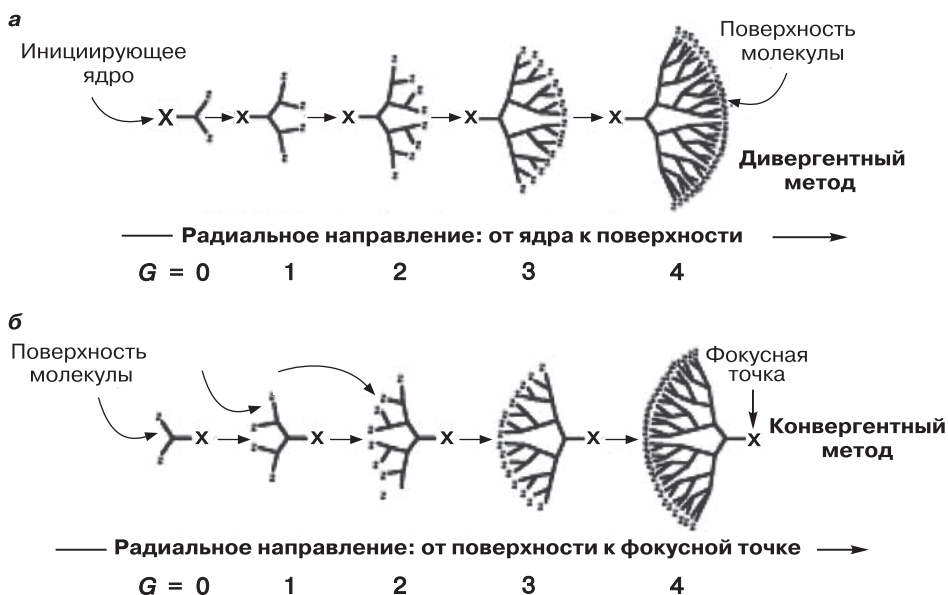 а
Инициирующее
ядро
Поверхность
молекулы
X X X X X
Дивергентный
метод
Радиальное направление: от ядра к поверхности
G = 0 1 2 3 4
б
Поверхность
молекулы
Фокусная
точка
X X X X X
Конвергентный
метод
Радиальное направление: от поверхности к фокусной точке
G = 0 1 2 3 4